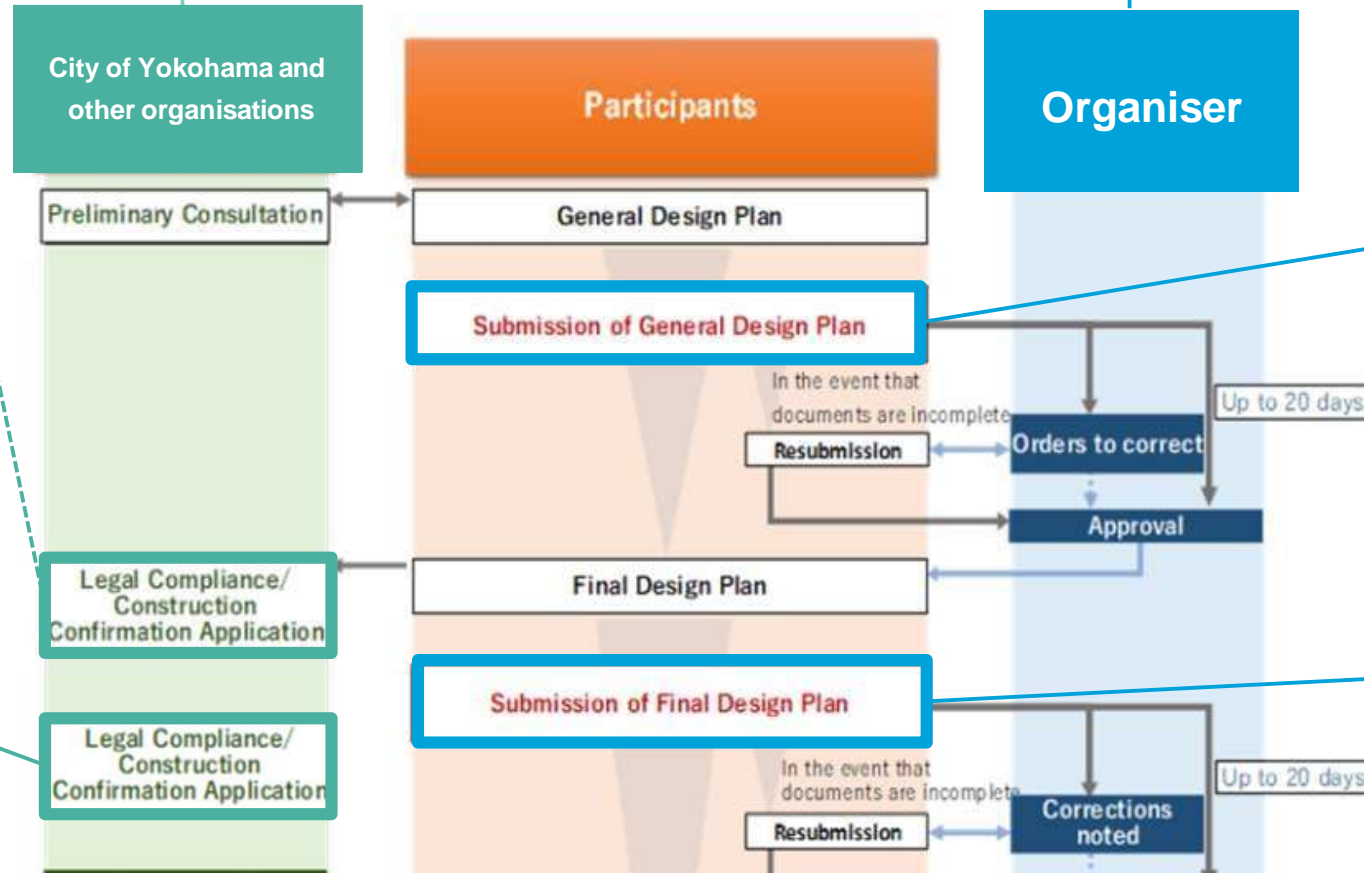 City of Yokohama and
other organisations
Participants
Organiser
Preliminary Consultation
General Design Plan
Submission of General Design Plan
In the event that
documents are incomplete
Up to 20 days
Resubmission
Orders to correct
Approval
Legal Compliance/
Construction
Confirmation Application
Final Design Plan
Submission of Final Design Plan
Legal Compliance/
Construction
Confirmation Application
In the event that
documents are incomplete
Up to 20 days
Resubmission
Corrections
noted